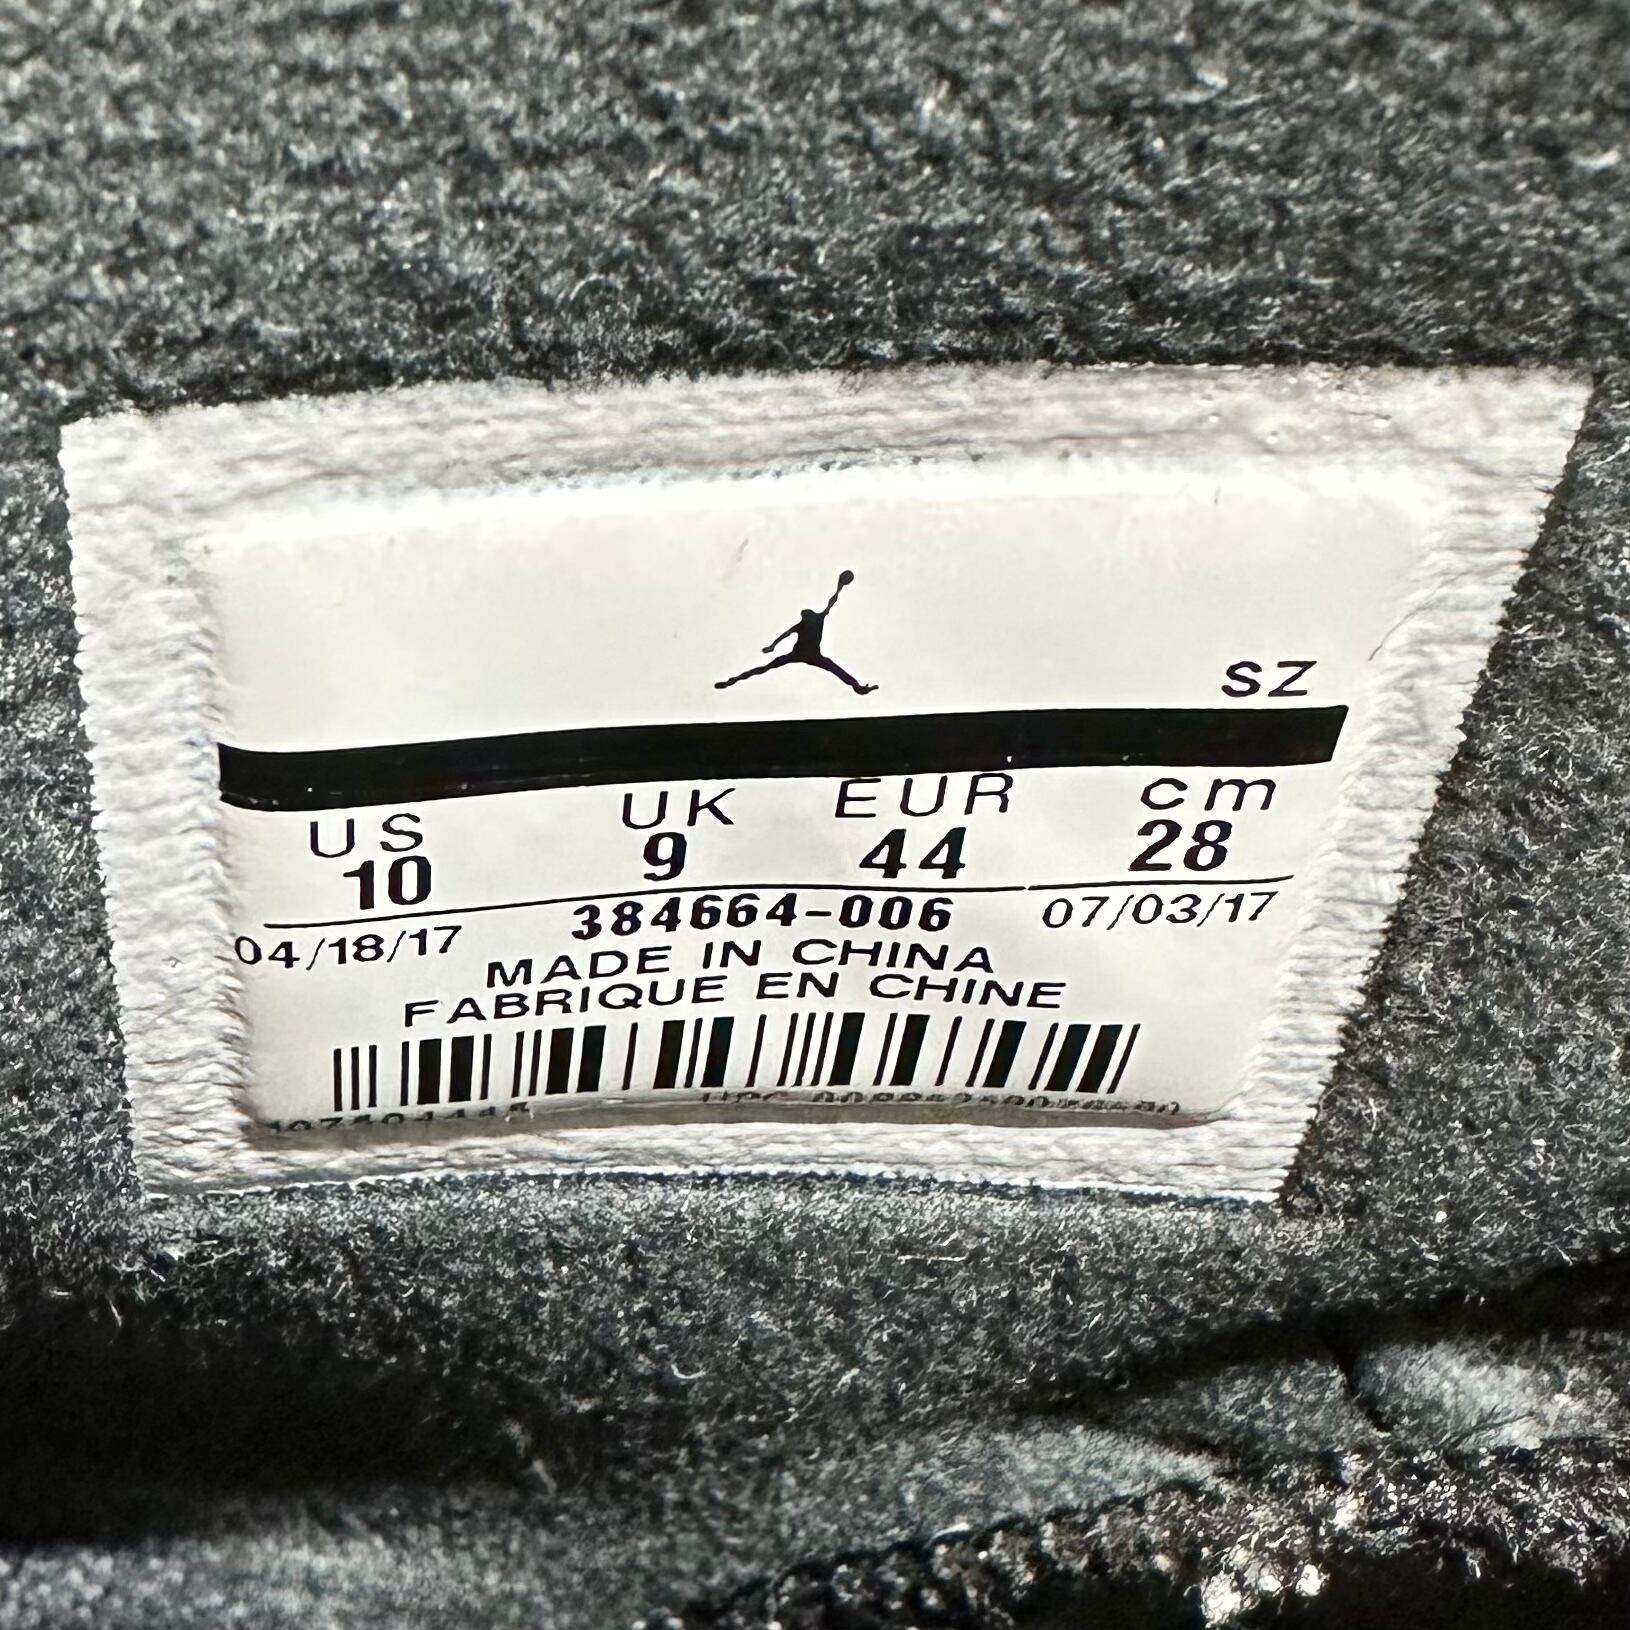 SZ
US UK EUR cm
10 9 44 28
04/18/17 384664-006 07/03/17
MADE IN CHINA
FABRIQUE EN CHINE